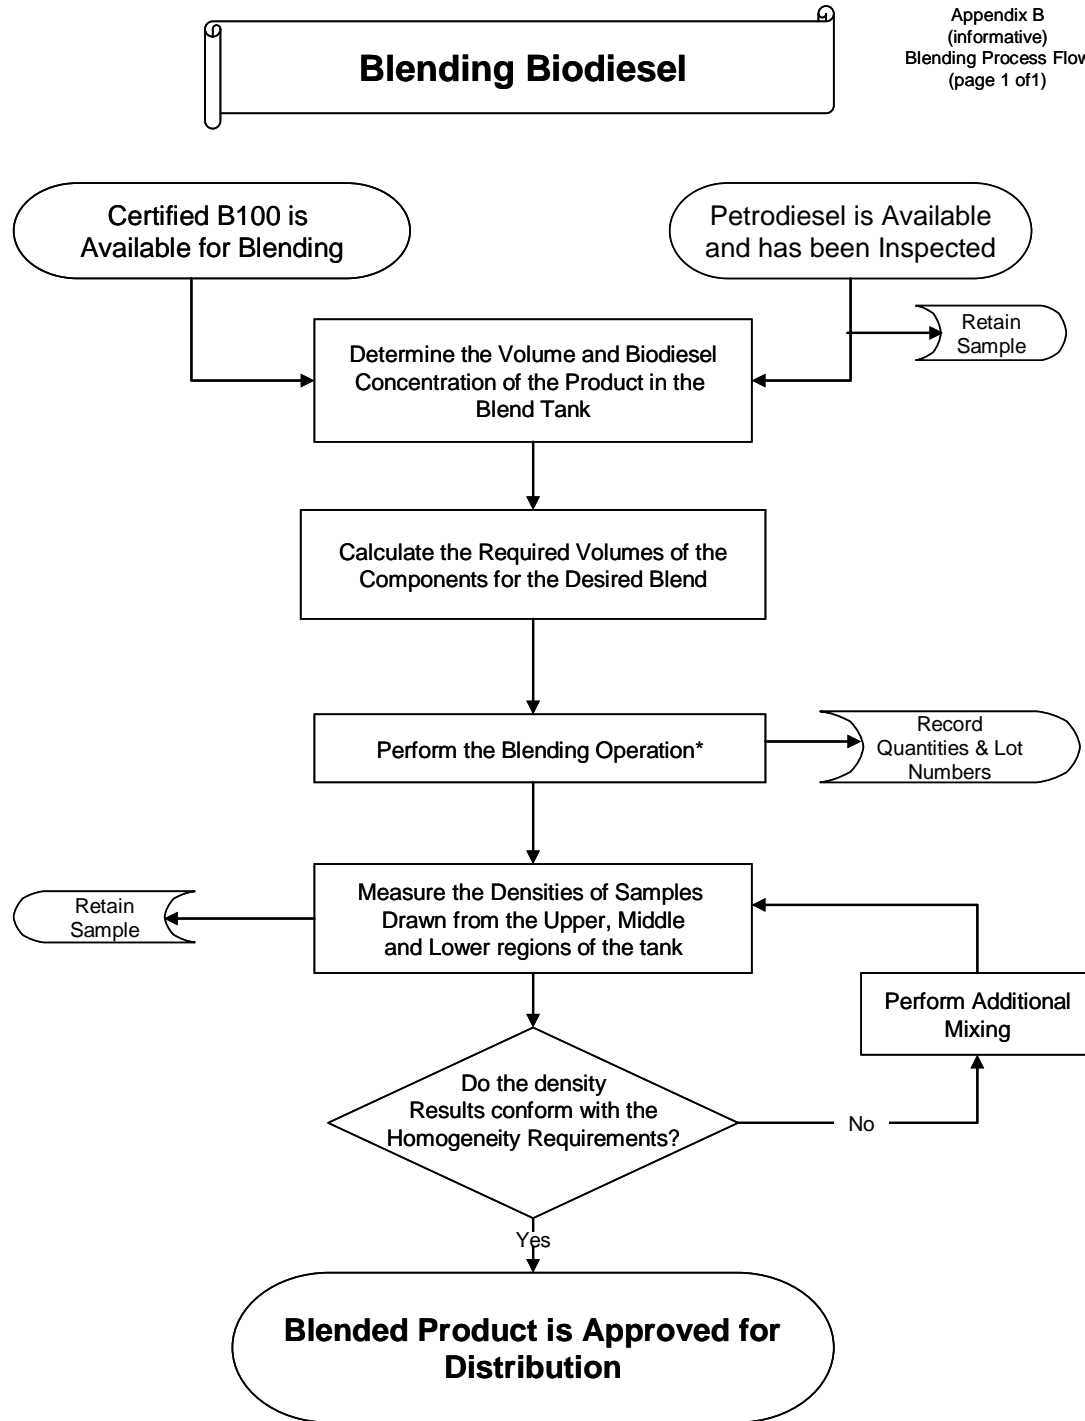 Appendix B
(informative)
Blending Process Flow
(page 1 of1)
Blending Biodiesel
Certified B100 is
Available for Blending
Petrodiesel is Available
and has been Inspected
Retain
Sample
Determine the Volume and Biodiesel
Concentration of the Product in the
Blend Tank
Calculate the Required Volumes of the
Components for the Desired Blend
Perform the Blending Operation*
Record
Quantities & Lot
Numbers
Measure the Densities of Samples
Drawn from the Upper, Middle
and Lower regions of the tank
Retain
Sample
Perform Additional
Mixing
Do the density
Results conform with the
Homogeneity Requirements?
No
Yes
Blended Product is Approved for
Distribution